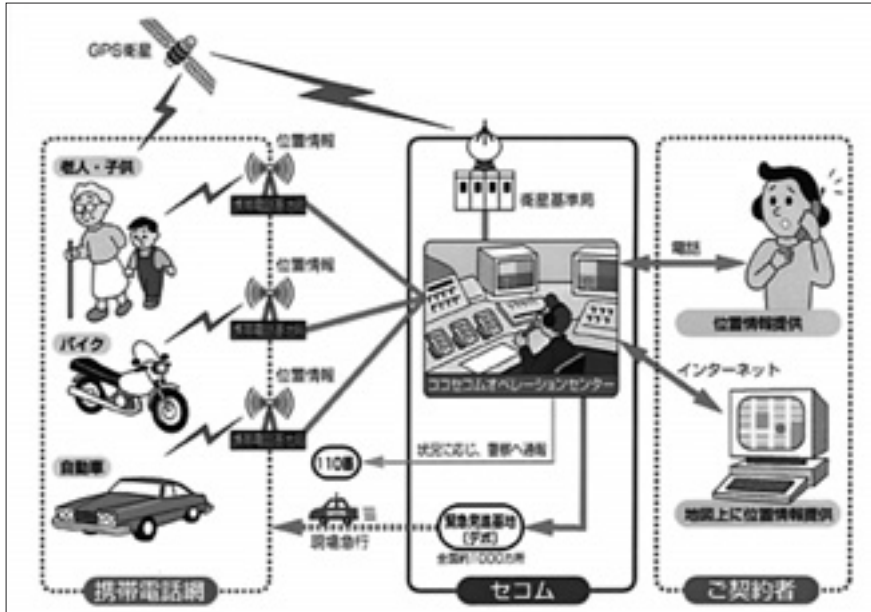 GPS衛星
位置情報
老人・子供
衛星基準局
電話
位置情報
位置情報提供
バイク
インターネット
ココセコムオペレーションセンター
位置情報
状況に応じ、警察へ通報
110番
自動車
緊急発進基地
(デポ)
地図上に位置情報提供
現場急行
全国約1000カ所
携帯電話網
セコム
ご契約者